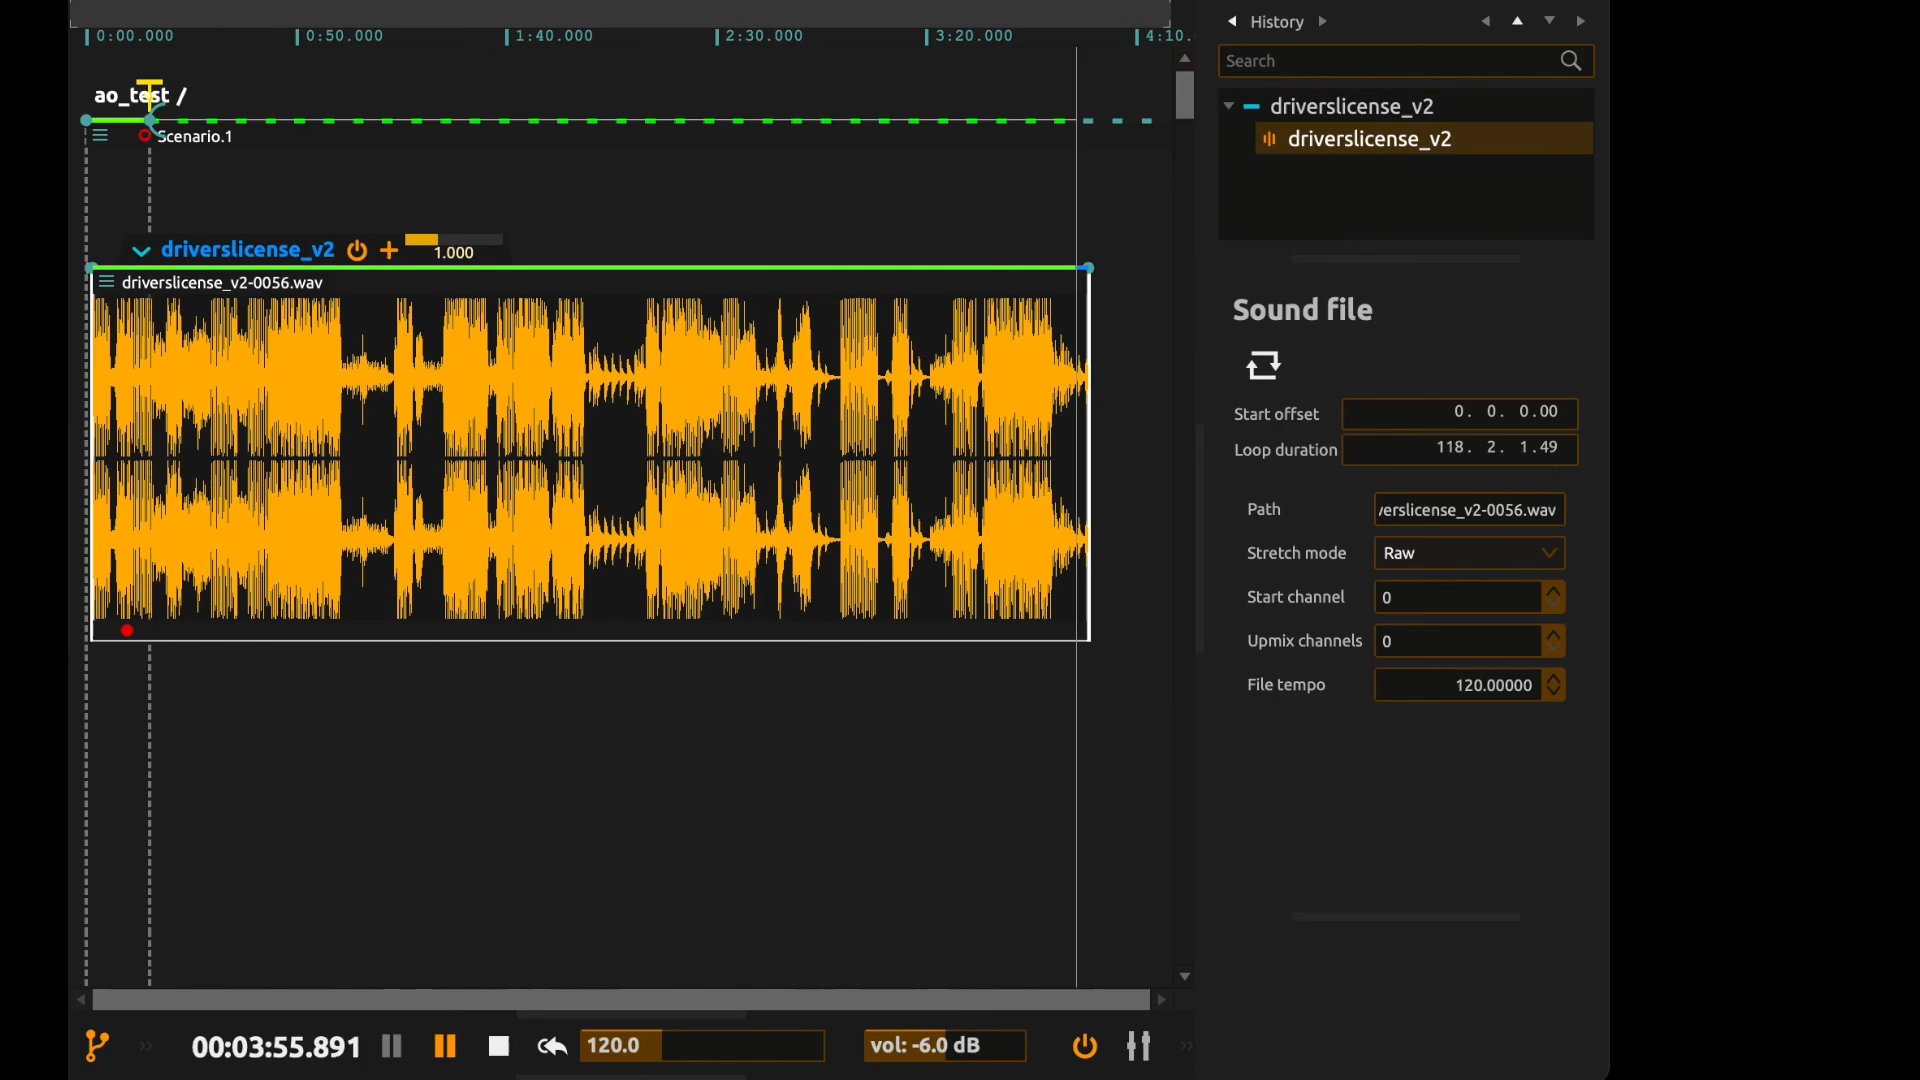 0:00.000 0:50.000 1:40.000 2:30.000 3:20.000 4:10.
History
Search
ao_test /
Scenario.1
driverslicense_v2
driverslicense_v2
driverslicense_v2
1.000
driverslicense_v2-0056.wav
Sound file
Start offset 0. 0. 0.00
Loop duration 118. 2. 1.49
Path verslicense_v2-0056.wav
Stretch mode Raw
Start channel 0
Upmix channels 0
File tempo 120.00000
00:03:55.891 120.0 vol: -6.0 dB